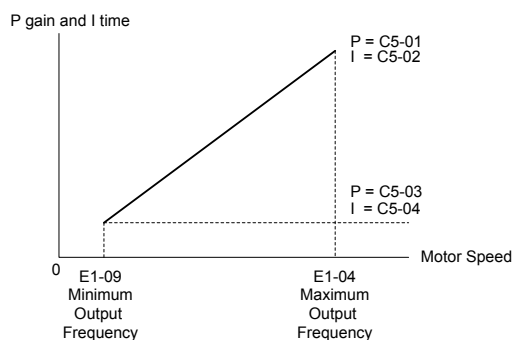 P gain and I time
P = C5-01
I = C5-02
P = C5-03
I = C5-04
Motor Speed
0
E1-09
Minimum
Output
Frequency
E1-04
Maximum
Output
Frequency